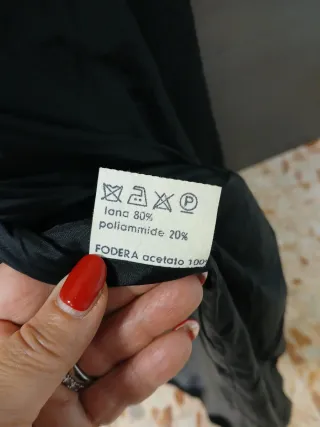 P
lana 80%
poliammide 20%
FODERA acetato 100%